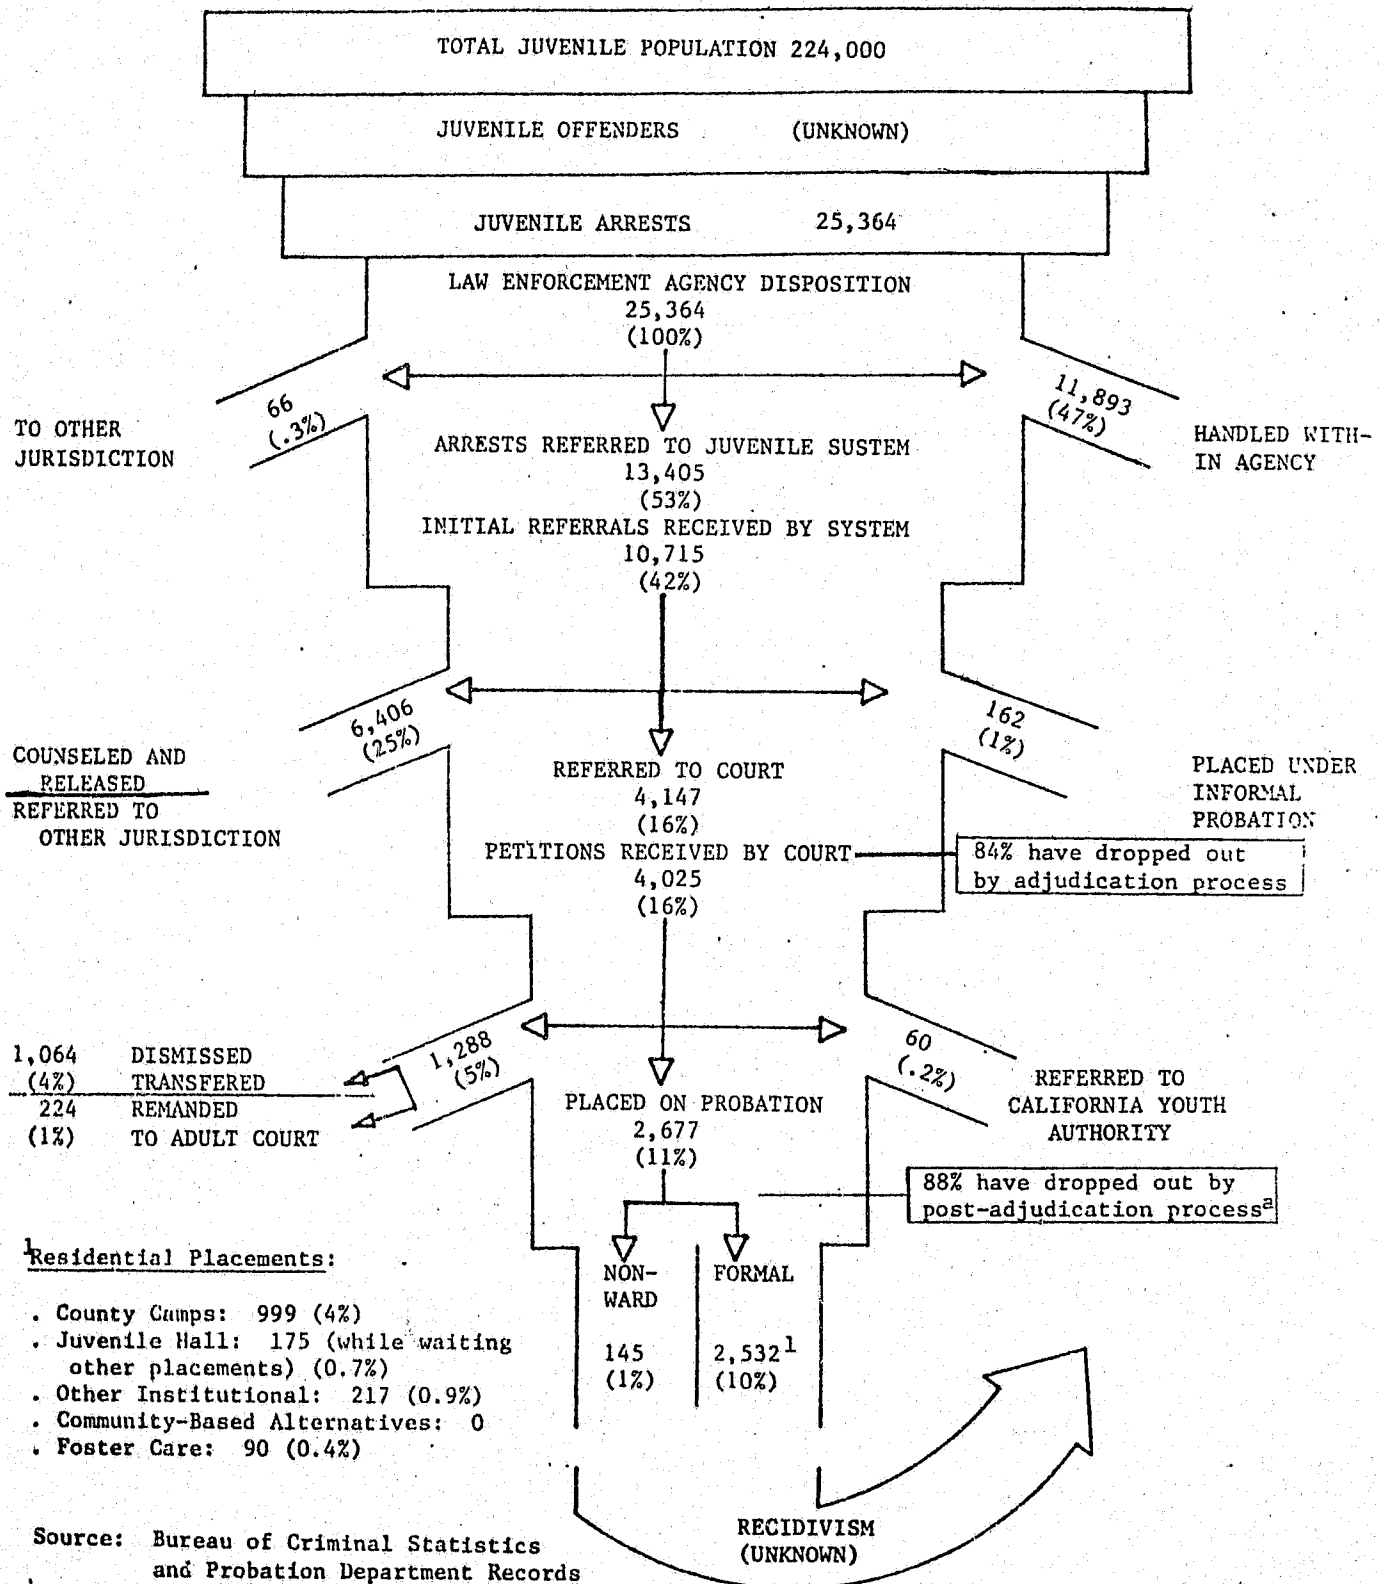 TOTAL JUVENILE POPULATION 224,000
JUVENILE OFFENDERS (UNKNOWN)
JUVENILE ARRESTS 25,364
LAW ENFORCEMENT AGENCY DISPOSITION
25,364
(100%)
66
(.3%)
TO OTHER
JURISDICTION
11,893
(47%)
HANDLED WITH-
IN AGENCY
ARRESTS REFERRED TO JUVENILE SUSTEM
13,405
(53%)
INITIAL REFERRALS RECEIVED BY SYSTEM
10,715
(42%)
6,406
(25%)
COUNSELED AND
RELEASED
REFERRED TO
OTHER JURISDICTION
162
(1%)
PLACED UNDER
INFORMAL
PROBATION
REFERRED TO COURT
4,147
(16%)
PETITIONS RECEIVED BY COURT
4,025
(16%)
84% have dropped out
by adjudication process
1,288
(5%)
1,064 DISMISSED
(4%) TRANSFERED
224 REMANDED
(1%) TO ADULT COURT
60
(.2%)
REFERRED TO
CALIFORNIA YOUTH
AUTHORITY
PLACED ON PROBATION
2,677
(11%)
88% have dropped out by
post-adjudication processᵃ
NON-
WARD
145
(1%)
FORMAL
2,532¹
(10%)
¹Residential Placements:
. County Camps: 999 (4%)
. Juvenile Hall: 175 (while waiting
other placements) (0.7%)
. Other Institutional: 217 (0.9%)
. Community-Based Alternatives: 0
. Foster Care: 90 (0.4%)
RECIDIVISM
(UNKNOWN)
Source: Bureau of Criminal Statistics
and Probation Department Records